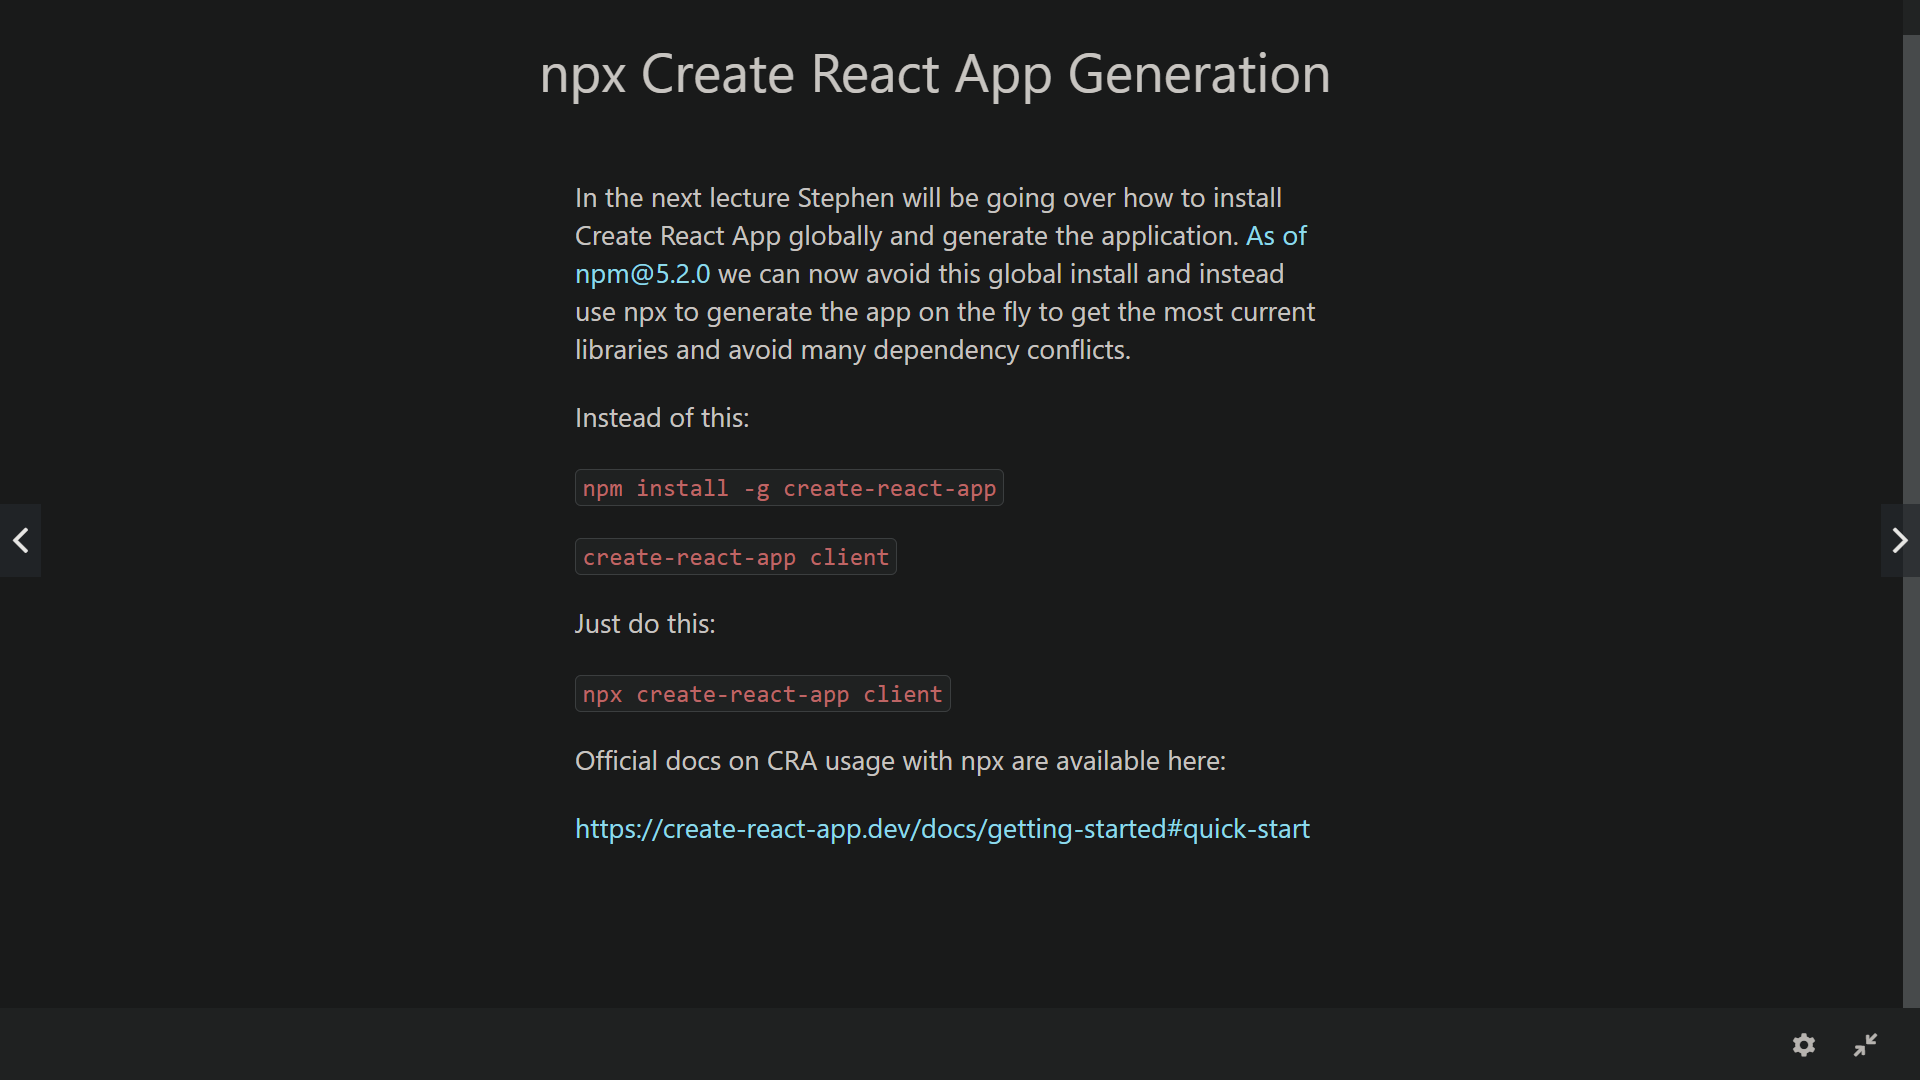 npx Create React App Generation
In the next lecture Stephen will be going over how to install
Create React App globally and generate the application. As of
npm@5.2.0 we can now avoid this global install and instead
use npx to generate the app on the fly to get the most current
libraries and avoid many dependency conflicts.
Instead of this:
npm install -g create-react-app
create-react-app client
Just do this:
npx create-react-app client
Official docs on CRA usage with npx are available here:
https://create-react-app.dev/docs/getting-started#quick-start